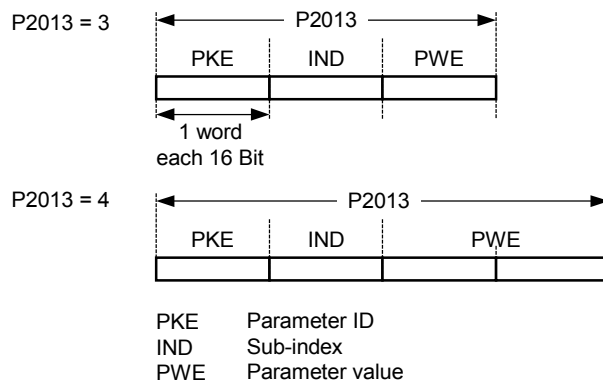 P2013 = 3
P2013
PKE IND PWE
1 word
each 16 Bit
P2013 = 4
P2013
PKE IND PWE
PKE Parameter ID
IND Sub-index
PWE Parameter value